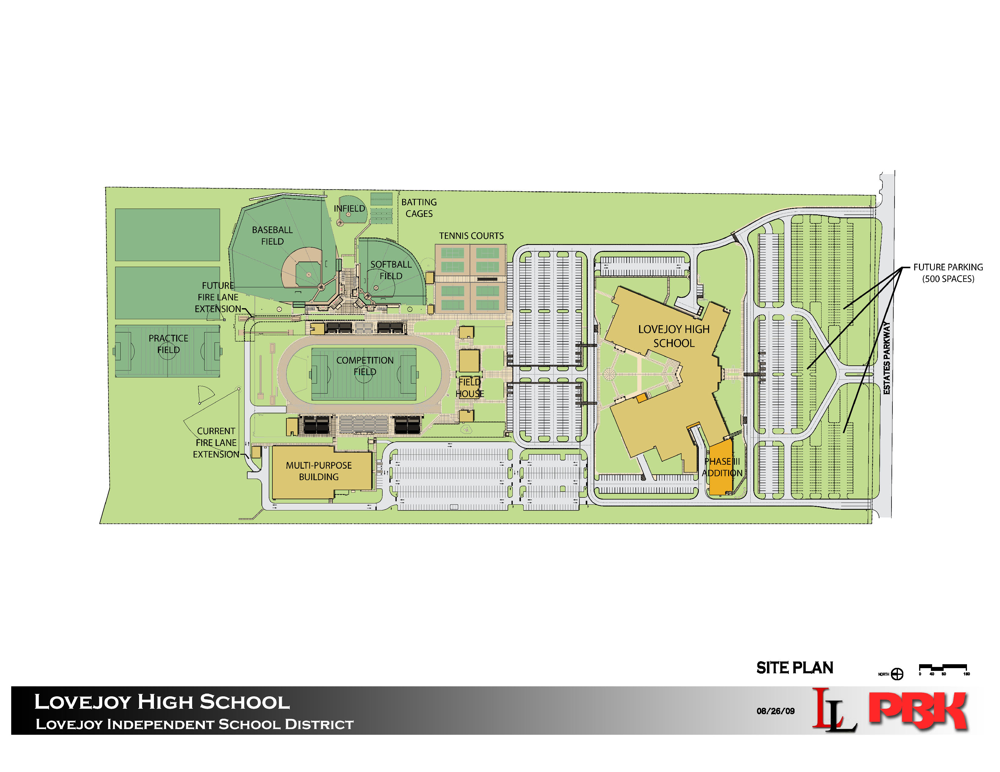 BATTING
CAGES
INFIELD
BASEBALL
FIELD
TENNIS COURTS
SOFTBALL
FIELD
FUTURE PARKING
(500 SPACES)
FUTURE
FIRE LANE
EXTENSION
PRACTICE
FIELD
LOVEJOY HIGH
SCHOOL
ESTATES PARKWAY
COMPETITION
FIELD
FIELD
HOUSE
CURRENT
FIRE LANE
EXTENSION
MULTI-PURPOSE
BUILDING
PHASE III
ADDITION
SITE PLAN
NORTH
0 40 80 160
LOVEJOY HIGH SCHOOL
LOVEJOY INDEPENDENT SCHOOL DISTRICT
08/26/09
LL
PBK